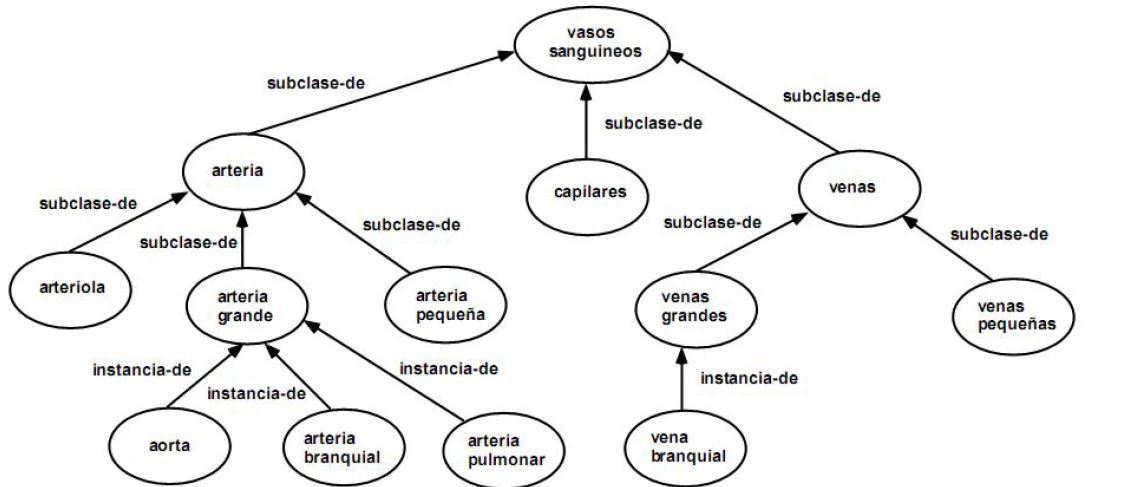 vasos
sanguineos
subclase-de
subclase-de
subclase-de
arteria
capilares
venas
subclase-de
subclase-de
subclase-de
subclase-de
subclase-de
arteriola
arteria
grande
arteria
pequeña
venas
grandes
venas
pequeñas
instancia-de
instancia-de
instancia-de
instancia-de
aorta
arteria
branquial
arteria
pulmonar
vena
branquial